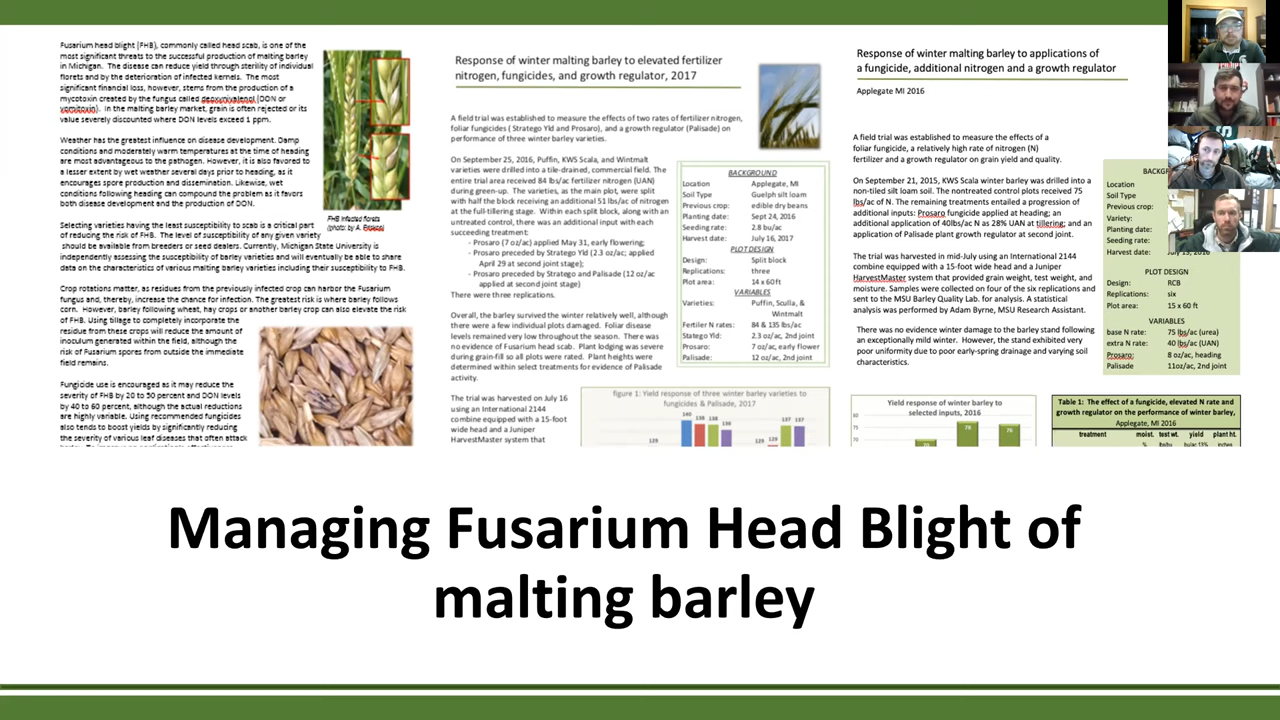 Fusarium head blight (FHB), commonly called head scab, is one of the
most significant threats to the successful production of malting barley
in Michigan. The disease can reduce yield through sterility of individual
florets and by the deterioration of infected kernels. The most
significant financial loss, however, stems from the production of a
mycotoxin created by the fungus called deoxynivalenol (DON or
vomitoxin). In the malting barley market, grain is often rejected or its
value severely discounted where DON levels exceed 1 ppm.
Weather has the greatest influence on disease development. Damp
conditions and moderately warm temperatures at the time of heading
are most advantageous to the pathogen. However, it is also favored to
a lesser extent by wet weather several days prior to heading, as it
encourages spore production and dissemination. Likewise, wet
conditions following heading can compound the problem as it favors
both disease development and the production of DON.
FHB infected florets
(photo: by A.
Selecting varieties having the least susceptibility to scab is a critical part
of reducing the risk of FHB. The level of susceptibility of any given variety
should be available from breeders or seed dealers. Currently, Michigan State University is
independently assessing the susceptibility of barley varieties and will eventually be able to share
data on the characteristics of various malting barley varieties including their susceptibility to FHB.
Crop rotations matter, as residues from the previously infected crop can harbor the Fusarium
fungus and, thereby, increase the chance for infection. The greatest risk is where barley follows
corn. However, barley following wheat, hay crops or another barley crop can also elevate the risk
of FHB. Using tillage to completely incorporate the
residue from these crops will reduce the amount of
inoculum generated within the field, although the
risk of Fusarium spores from outside the immediate
field remains.
Fungicide use is encouraged as it may reduce the
severity of FHB by 20 to 50 percent and DON levels
by 40 to 60 percent, although the actual reductions
are highly variable. Using recommended fungicides
also tends to boost yields by significantly reducing
the severity of various leaf diseases that often attack
Response of winter malting barley to elevated fertilizer
nitrogen, fungicides, and growth regulator, 2017
A field trial was established to measure the effects of two rates of fertilizer nitrogen,
foliar fungicides ( Stratego Yld and Prosaro), and a growth regulator (Palisade) on
performance of three winter barley varieties.
On September 25, 2016, Puffin, KWS Scala, and Wintmalt
varieties were drilled into a tile-drained, commercial field. The
entire trial area received 84 lbs/ac fertilizer nitrogen (UAN)
during green-up. The varieties, as the main plot, were split
with half the block receiving an additional 51 lbs/ac of nitrogen
at the full-tillering stage. Within each split block, along with an
untreated control, there was an additional input with each
succeeding treatment:
- Prosaro (7 oz/ac) applied May 31, early flowering;
- Prosaro preceded by Stratego Yld (2.3 oz/ac; applied
April 29 at second joint);
- Prosaro preceded by Stratego and Palisade (12 oz/ac
applied at second joint stage)
There were three replications.
Overall, the barley survived the winter relatively well, although
there were a few individual plots damaged. Foliar disease
levels remained very low throughout the season. There was
no evidence of Fusarium head scab. Plant lodging was severe
during grain-fill so all plots were rated. Plant heights were
determined within select treatments for evidence of Palisade
activity.
The trial was harvested on July 16
using an International 2144
combine equipped with a 15-foot
wide head and a Juniper
HarvestMaster system that
BACKGROUND
Location Applegate, MI
Soil Type Guelph silt loam
Previous crop: edible dry beans
Planting date: Sept 24, 2016
Seeding rate: 2.8 bu/ac
Harvest date: July 16, 2017
PLOT DESIGN
Design: Split block
Replications: three
Plot area: 14 x 60 ft
VARIABLES
Varieties: Puffin, Sculla, &
Wintmalt
Fertiler N rates: 84 & 135 lbs/ac
Stratego Yld: 2.3 oz/ac, 2nd joint
Prosaro: 7 oz/ac, early flower
Palisade: 12 oz/ac, 2nd joint
figure 1: Yield response of three winter barley varieties to
fungicides & Palisade, 2017
129 140 138 138 129 129 137 137
Response of winter malting barley to applications of
a fungicide, additional nitrogen and a growth regulator
Applegate MI 2016
A field trial was established to measure the effects of a
foliar fungicide, a relatively high rate of nitrogen (N)
fertilizer and a growth regulator on grain yield and quality.
On September 21, 2015, KWS Scala winter barley was drilled into a
non-tiled silt loam soil. The nontreated control plots received 75
lbs/ac of N. The remaining treatments entailed a progression of
additional inputs: Prosaro fungicide applied at heading; an
additional application of 40lbs/ac N as 28% UAN at tillering; and an
application of Palisade plant growth regulator at second joint.
The trial was harvested in mid-July using an International 2144
combine equipped with a 15-foot wide head and a Juniper
HarvestMaster system that provided grain weight, test weight, and
moisture. Samples were collected on four of the six replications and
sent to the MSU Barley Quality Lab. for analysis. A statistical
analysis was performed by Adam Byrne, MSU Research Assistant.
There was no evidence winter damage to the barley stand following
an exceptionally mild winter. However, the stand exhibited very
poor uniformity due to poor early-spring drainage and varying soil
characteristics.
Location
Soil Type
Previous crop:
Variety:
Planting date:
Seeding rate:
Harvest date:
PLOT DESIGN
Design: RCB
Replications: six
Plot area: 15 x 60 ft
VARIABLES
base N rate: 75 lbs/ac (urea)
extra N rate: 40 lbs/ac (UAN)
Prosaro: 8 oz/ac, heading
Palisade 11oz/ac, 2nd joint
Yield response of winter barley to
selected inputs, 2016
80
75
70
70 78 76
Table 1: The effect of a fungicide, elevated N rate and
growth regulator on the performance of winter barley,
Applegate, MI 2016
treatment moist. test wt. yield plant ht.
% lbs/bu bu/ac 13% inches
Managing Fusarium Head Blight of
malting barley